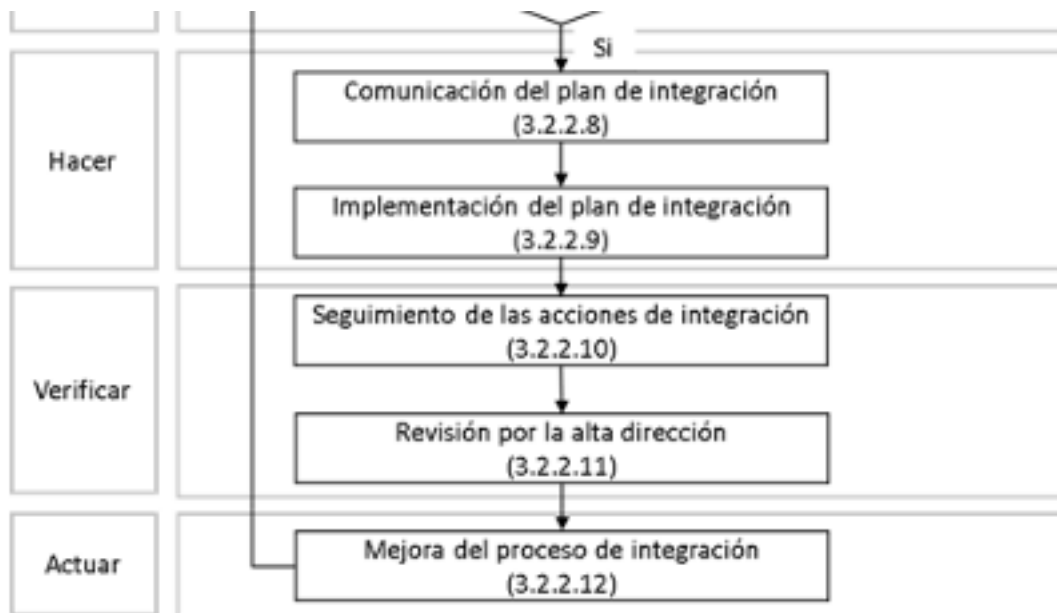 Si
Hacer
Comunicación del plan de integración
(3.2.2.8)
Implementación del plan de integración
(3.2.2.9)
Verificar
Seguimiento de las acciones de integración
(3.2.2.10)
Revisión por la alta dirección
(3.2.2.11)
Actuar
Mejora del proceso de integración
(3.2.2.12)